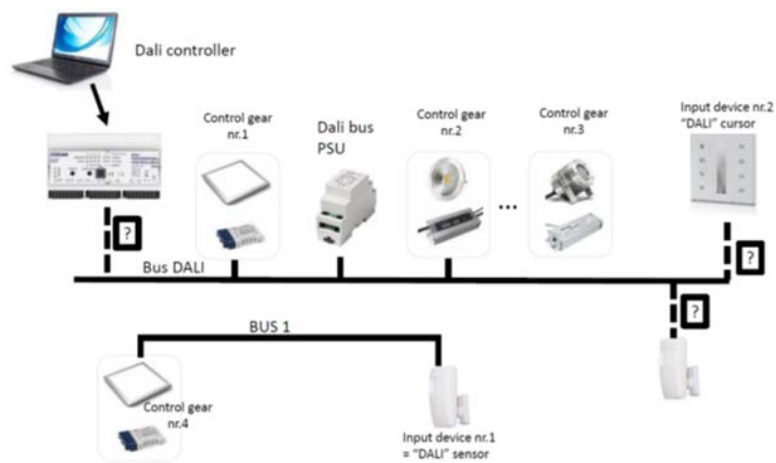 Dali controller
Control gear
nr.1
Dali bus
PSU
Control gear
nr.2
Control gear
nr.3
Input device nr.2
“DALI” cursor
...
?
?
Bus DALI
?
BUS 1
Control gear
nr.4
Input device nr.1
= “DALI” sensor